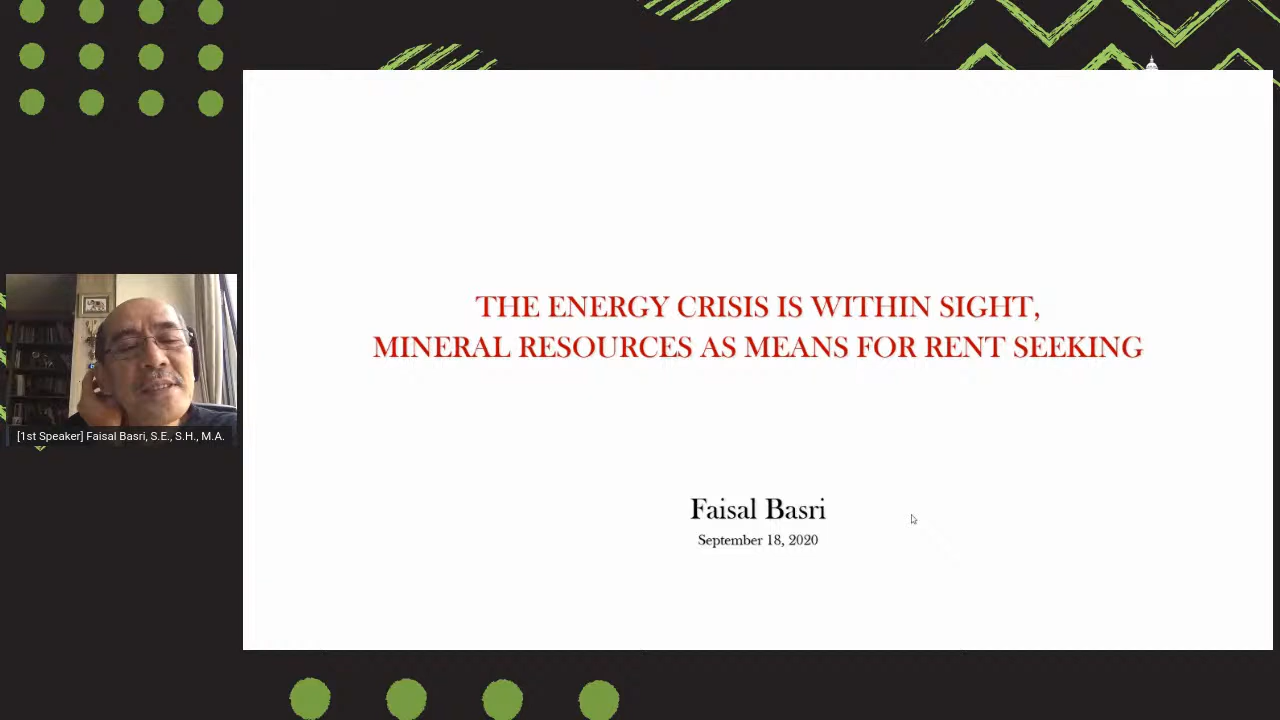 THE ENERGY CRISIS IS WITHIN SIGHT,
MINERAL RESOURCES AS MEANS FOR RENT SEEKING
[1st Speaker] Faisal Basri, S.E., S.H., M.A.
Faisal Basri
September 18, 2020